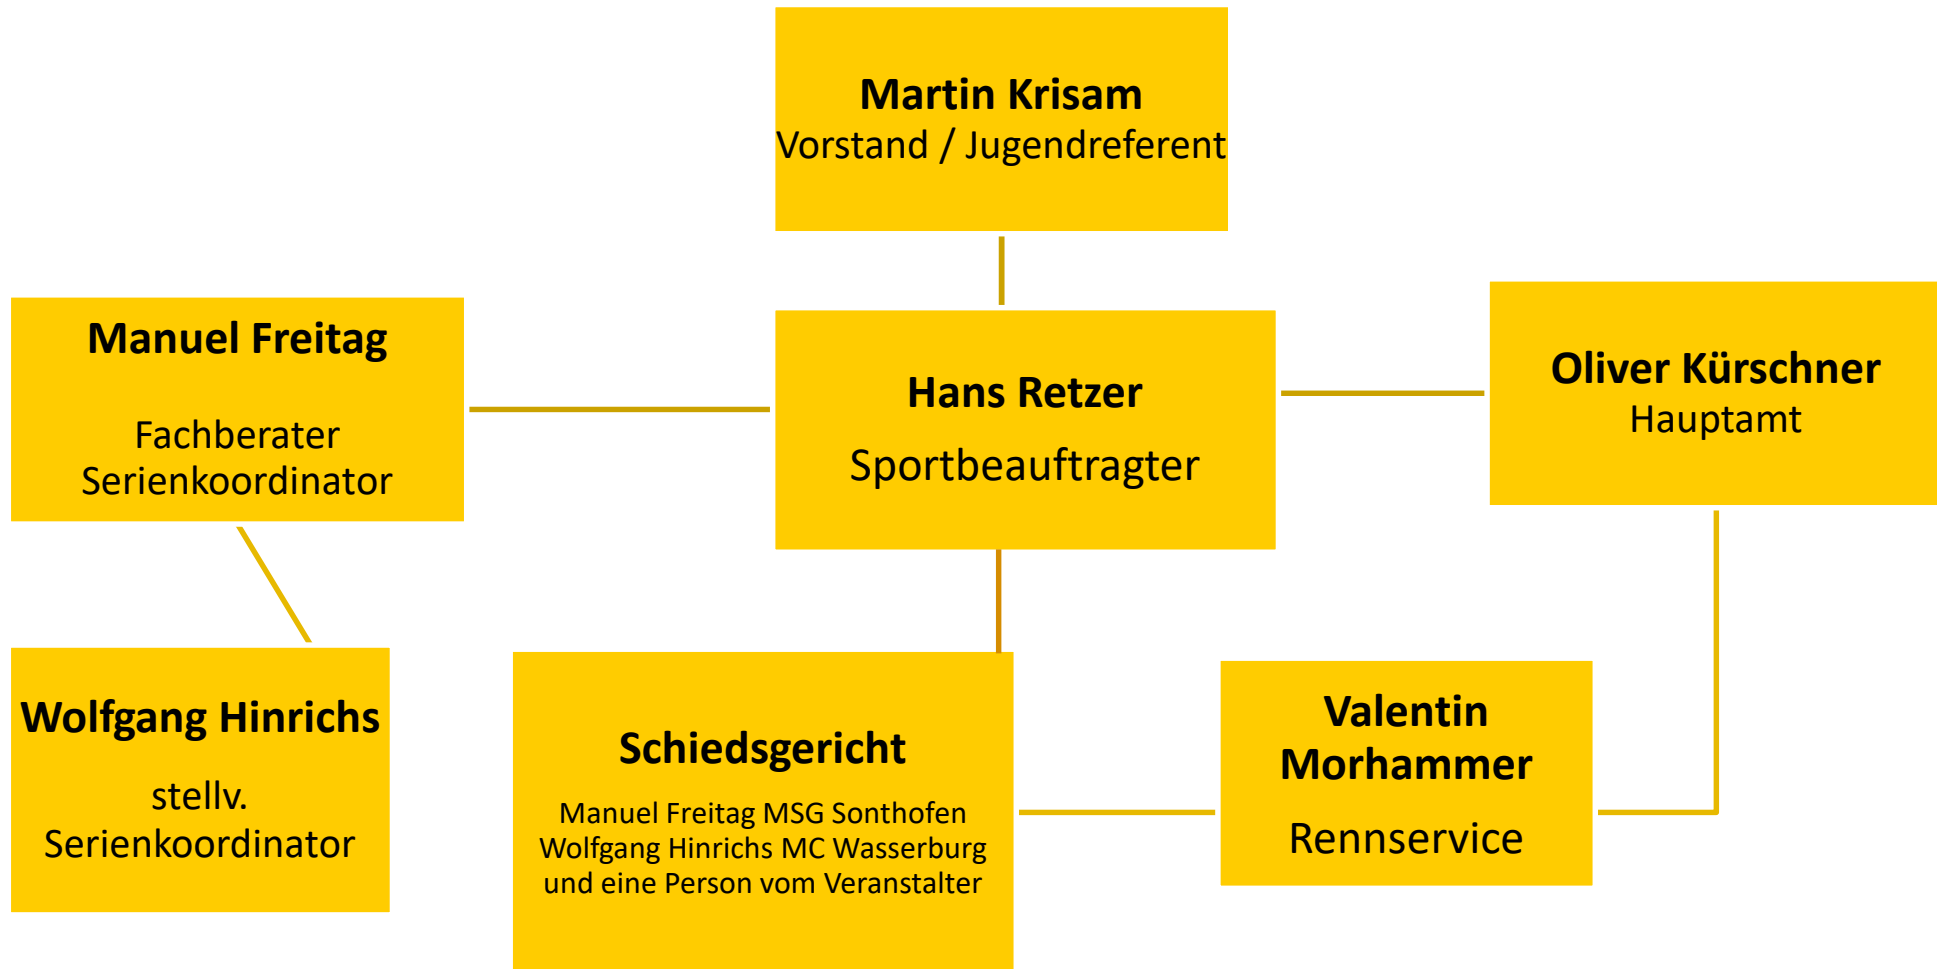 Martin Krisam
Vorstand / Jugendreferent
Manuel Freitag
Fachberater
Serienkoordinator
Hans Retzer
Sportbeauftragter
Oliver Kürschner
Hauptamt
Wolfgang Hinrichs
stellv.
Serienkoordinator
Schiedsgericht
Manuel Freitag MSG Sonthofen
Wolfgang Hinrichs MC Wasserburg
und eine Person vom Veranstalter
Valentin
Morhammer
Rennservice